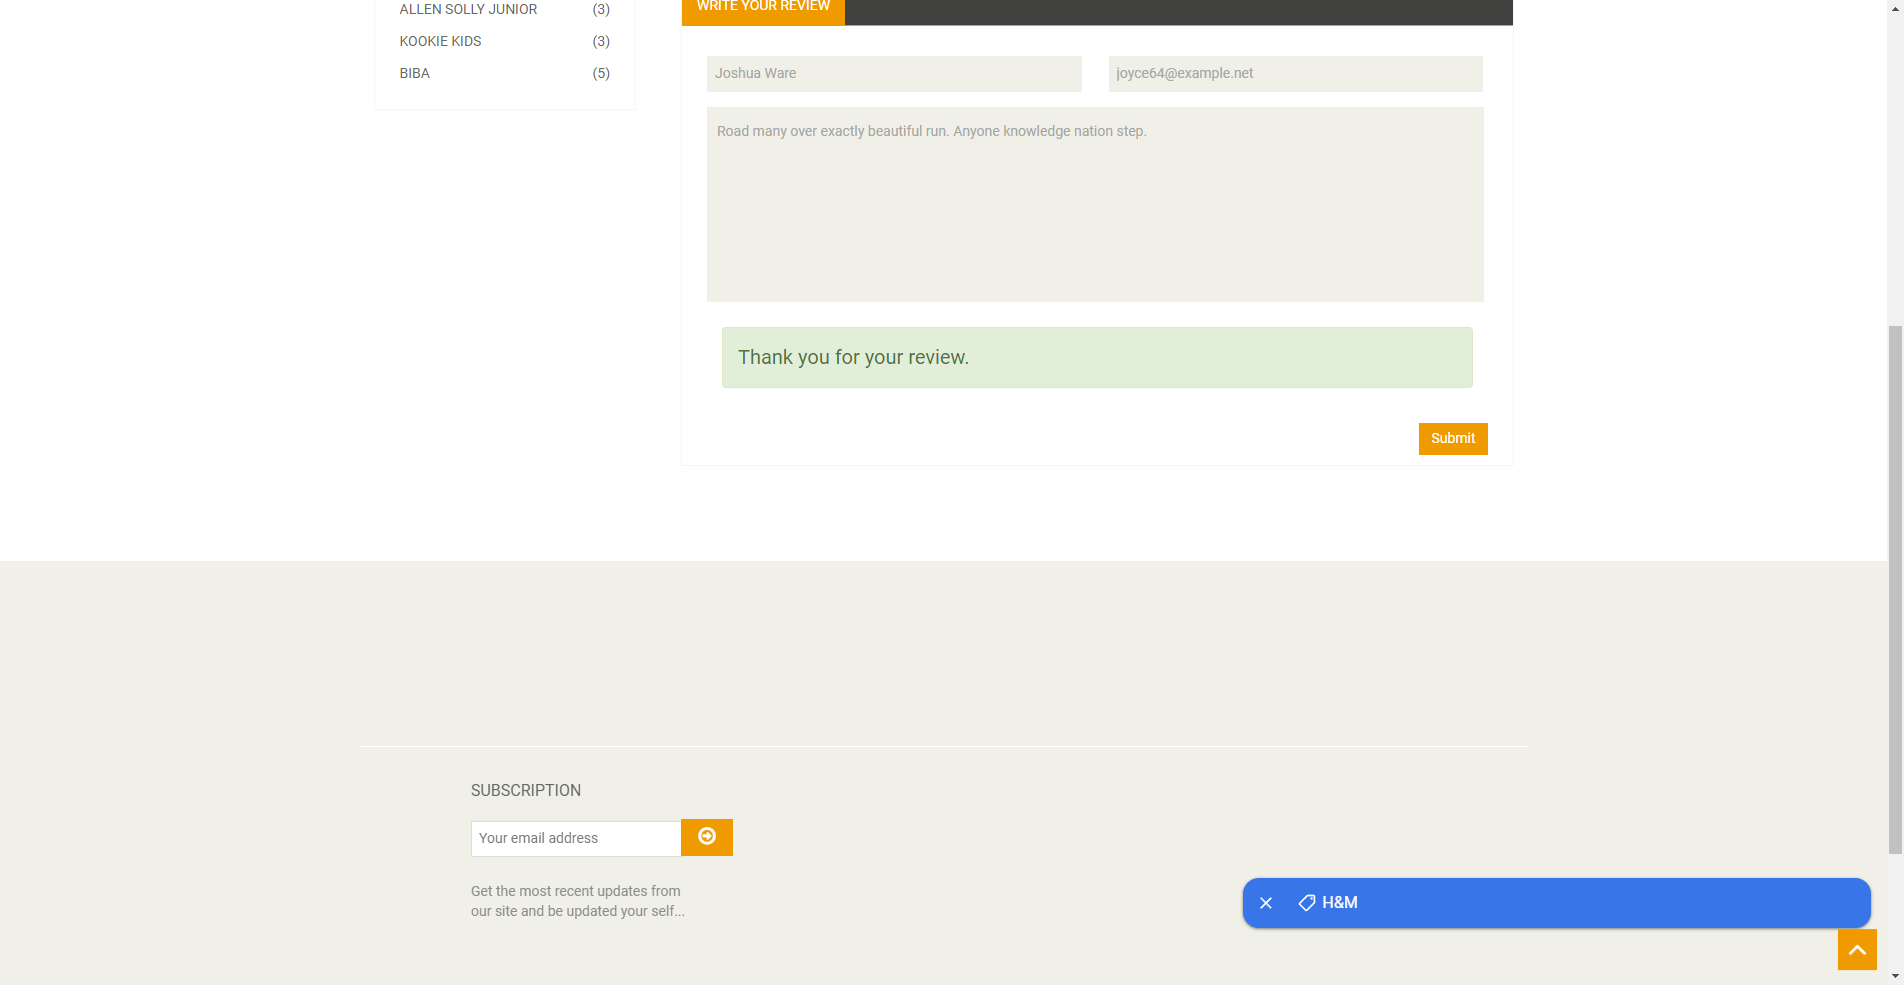 ALLEN SOLLY JUNIOR (3)
KOOKIE KIDS (3)
BIBA (5)
WRITE YOUR REVIEW
Joshua Ware
joyce64@example.net
Road many over exactly beautiful run. Anyone knowledge nation step.
Thank you for your review.
Submit
SUBSCRIPTION
Your email address
Get the most recent updates from
our site and be updated your self...
H&M